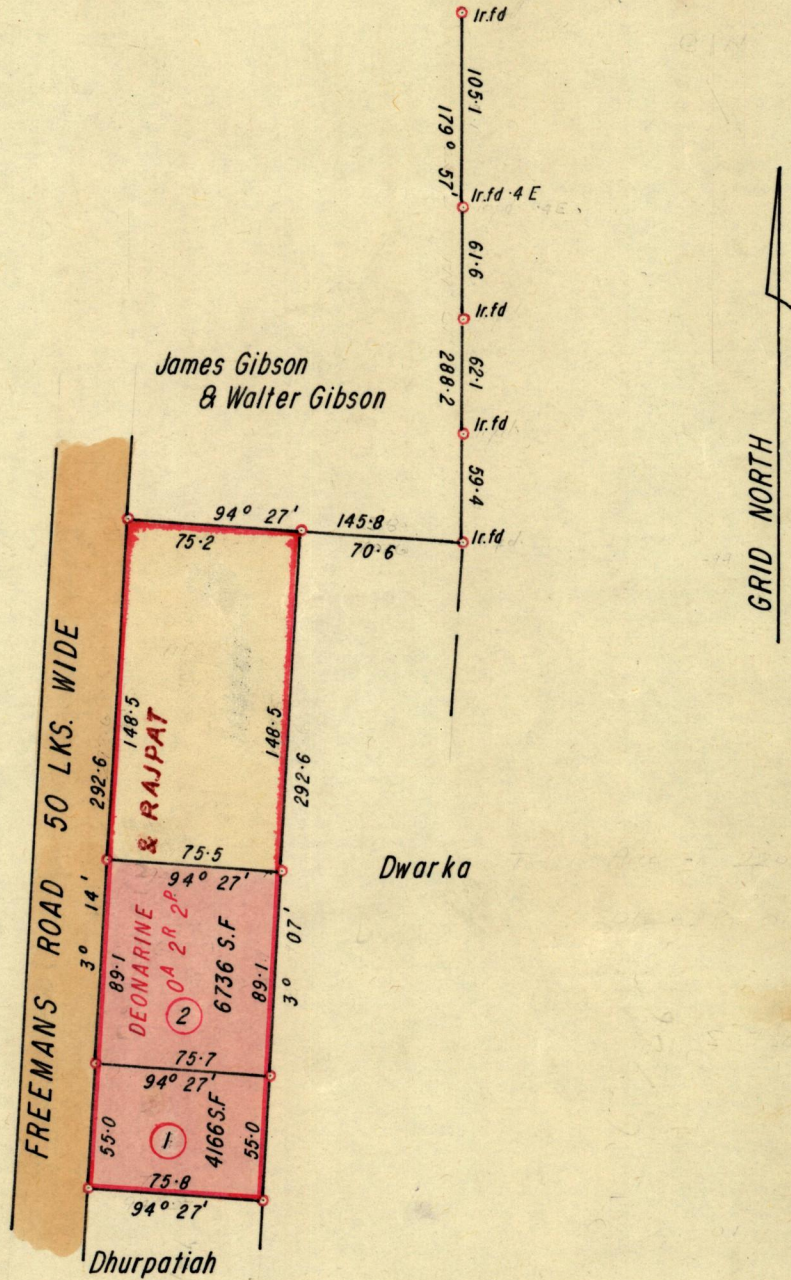 Ir.fd
105.1
179° 57'
Ir.fd .4 E
61.6
Ir.fd
62.1
288.2
Ir.fd
59.4
Ir.fd
James Gibson
& Walter Gibson
GRID NORTH
94° 27'
145.8
75.2
70.6
FREEMANS ROAD 50 LKS. WIDE
148.5
292.6
& RAJPAT
148.5
292.6
75.5
94° 27'
Dwarka
3° 14'
89.1
DEONARINE
0A 2R 2P
2
6736 S.F
89.1
3° 07'
75.7
94° 27'
55.0
1
4166 S.F
55.0
75.8
94° 27'
Dhurpatiah